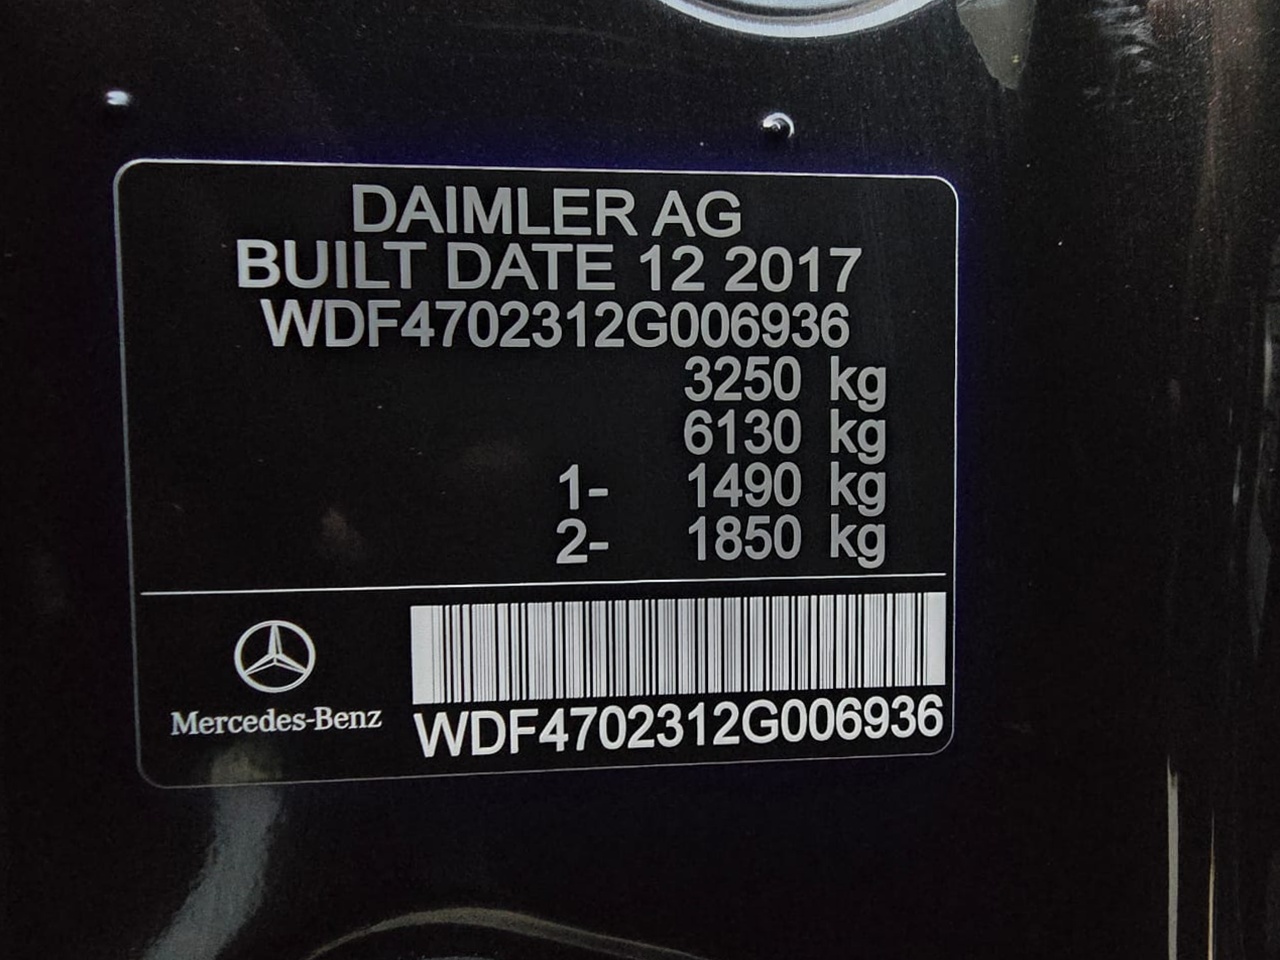 DAIMLER AG
BUILT DATE 12 2017
WDF4702312G006936
3250 kg
6130 kg
1- 1490 kg
2- 1850 kg
Mercedes-Benz
WDF4702312G006936